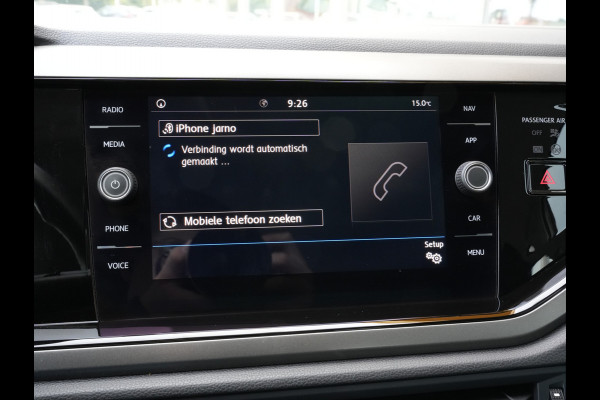 RADIO
MEDIA
PHONE
VOICE
9:26
15.0°C
iPhone jarno
Verbinding wordt automatisch
gemaakt ...
Mobiele telefoon zoeken
Setup
NAV
APP
CAR
MENU
PASSENGER AIR
OFF